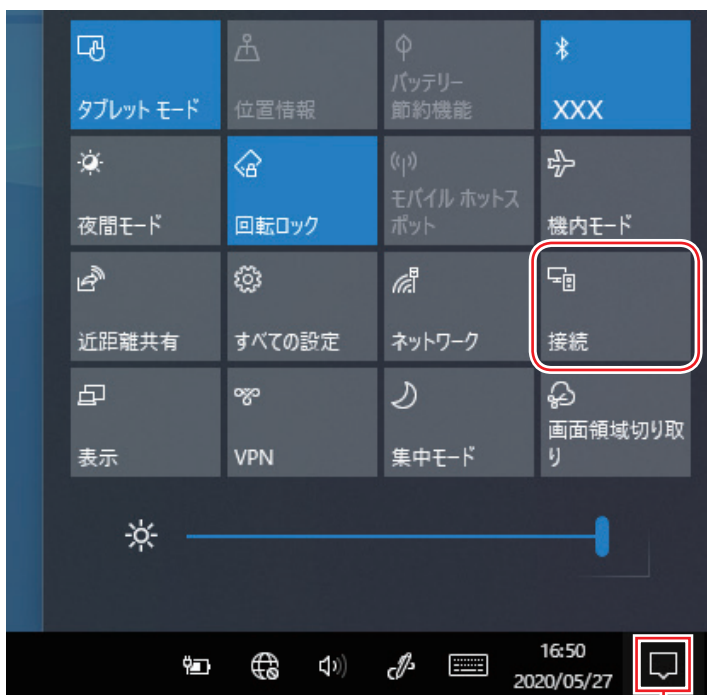 タブレット モード
位置情報
バッテリー
節約機能
XXX
夜間モード
回転ロック
モバイル ホットス
ポット
機内モード
近距離共有
すべての設定
ネットワーク
接続
表示
VPN
集中モード
画面領域切り取
り
16:50
2020/05/27